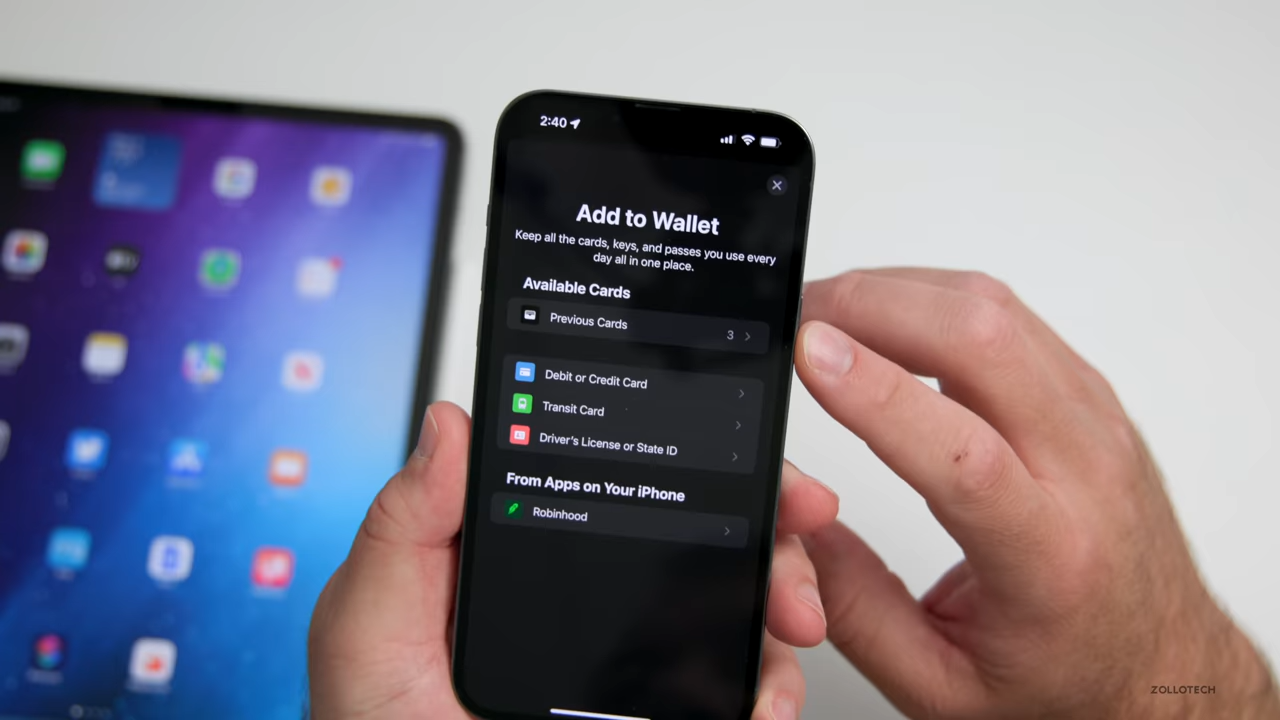 2:40
Add to Wallet
Keep all the cards, keys, and passes you use every
day all in one place.
Available Cards
Previous Cards
3
Debit or Credit Card
Transit Card
Driver's License or State ID
From Apps on Your iPhone
Robinhood
ZOLLOTECH